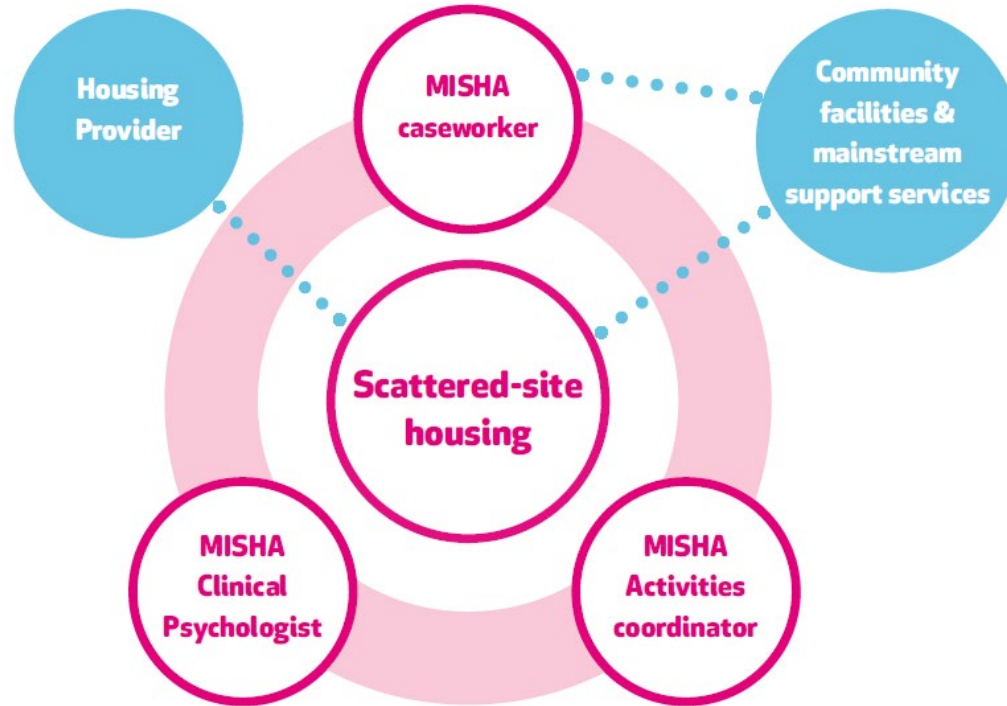 Housing
Provider
MISHA
caseworker
Community
facilities &
mainstream
support services
Scattered-site
housing
MISHA
Clinical
Psychologist
MISHA
Activities
coordinator